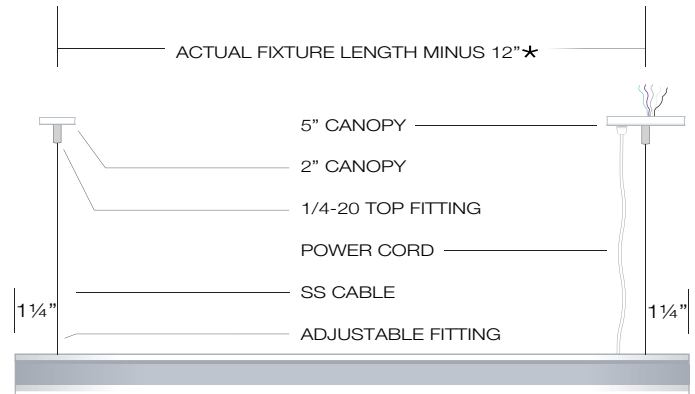 ACTUAL FIXTURE LENGTH MINUS 12”*
5” CANOPY
2” CANOPY
1/4-20 TOP FITTING
POWER CORD
SS CABLE
1¼”
1¼”
ADJUSTABLE FITTING